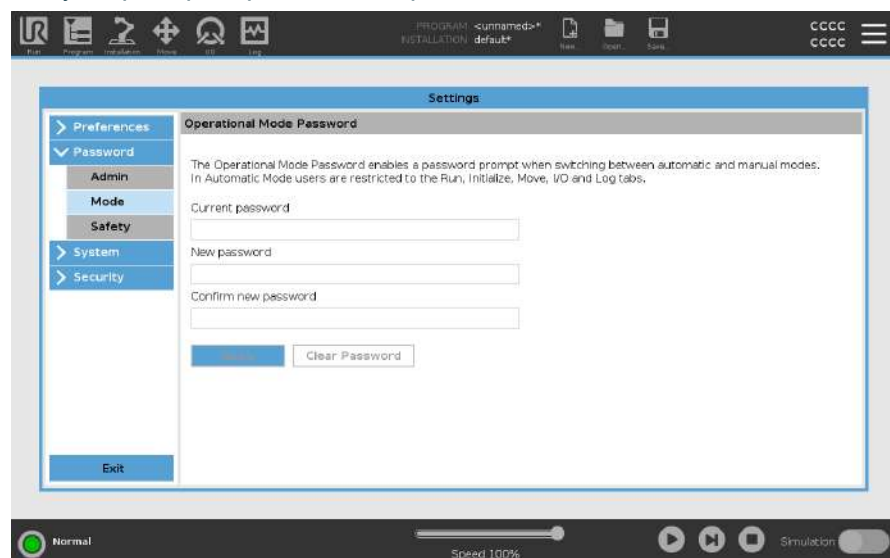 UR
PROGRAM <unnamed>*
INSTALLATION default*
Run Program Installation Move I/O Log
New... Open... Save...
CCCC
CCCC
Settings
Preferences
Password
Admin
Mode
Safety
System
Security
Exit
Operational Mode Password
The Operational Mode Password enables a password prompt when switching between automatic and manual modes.
In Automatic Mode users are restricted to the Run, Initialize, Move, I/O and Log tabs.
Current password
New password
Confirm new password
Clear Password
Normal
Speed 100%
Simulation